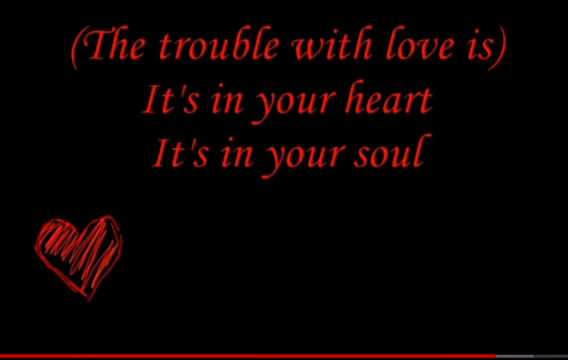 (The trouble with love is)
It's in your heart
It's in your soul